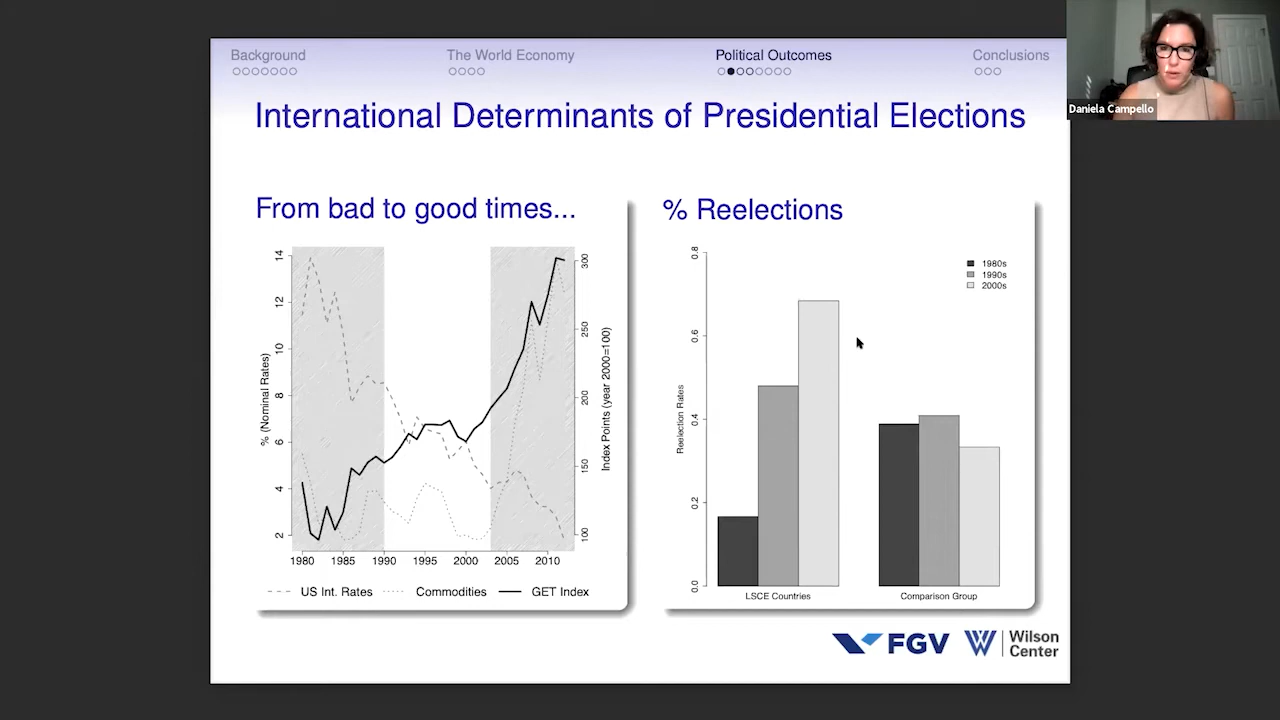 Background
The World Economy
Political Outcomes
Conclusions
Daniela Campello
International Determinants of Presidential Elections
From bad to good times...
% (Nominal Rates)
14
12
10
8
6
4
2
300
250
200
150
100
Index Points (year 2000=100)
1980 1985 1990 1995 2000 2005 2010
US Int. Rates Commodities GET Index
% Reelections
Reelection Rates
0.8
0.6
0.4
0.2
0.0
1980s
1990s
2000s
LSCE Countries Comparison Group
FGV
Wilson
Center